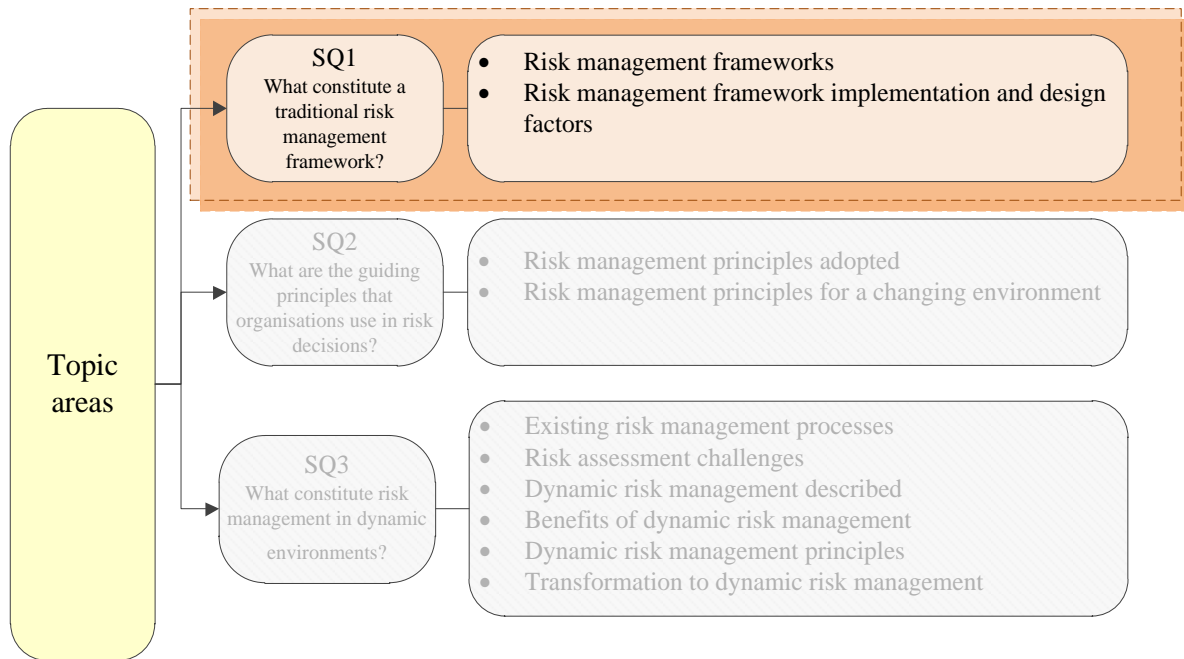 Topic
areas
SQ1
What constitute a
traditional risk
management
framework?
• Risk management frameworks
• Risk management framework implementation and design
factors
SQ2
What are the guiding
principles that
organisations use in risk
decisions?
• Risk management principles adopted
• Risk management principles for a changing environment
SQ3
What constitute risk
management in dynamic
environments?
• Existing risk management processes
• Risk assessment challenges
• Dynamic risk management described
• Benefits of dynamic risk management
• Dynamic risk management principles
• Transformation to dynamic risk management